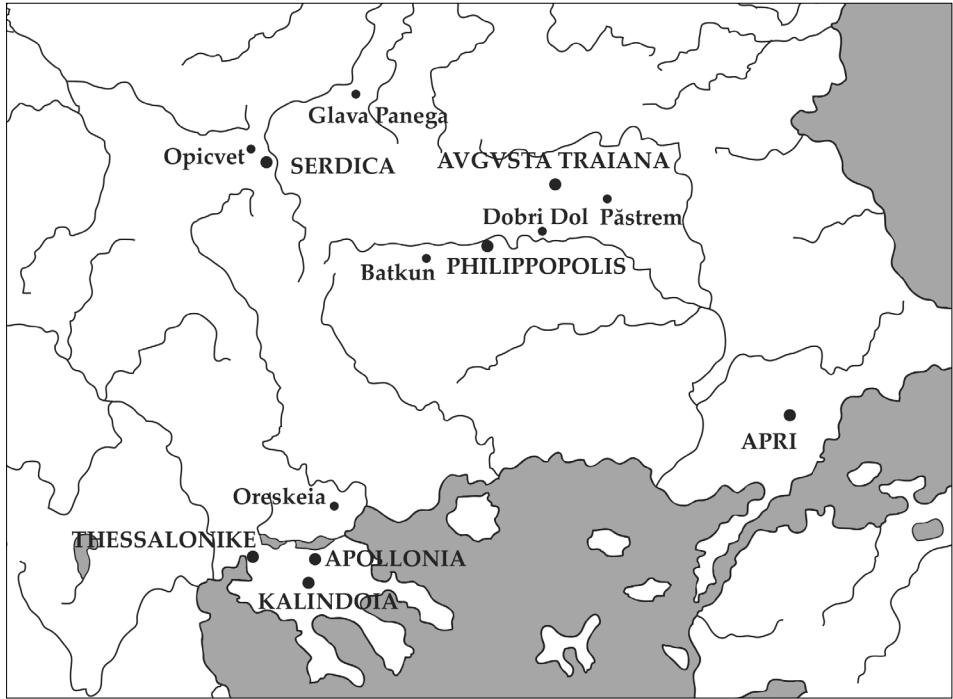 Glava Panega
Opicvet
SERDICA
AVGVSTA TRAIANA
Dobri Dol
Păstrem
Batkun
PHILIPPOPOLIS
APRI
Oreskeia
THESSALONIKE
APOLLONIA
KALINDOIA